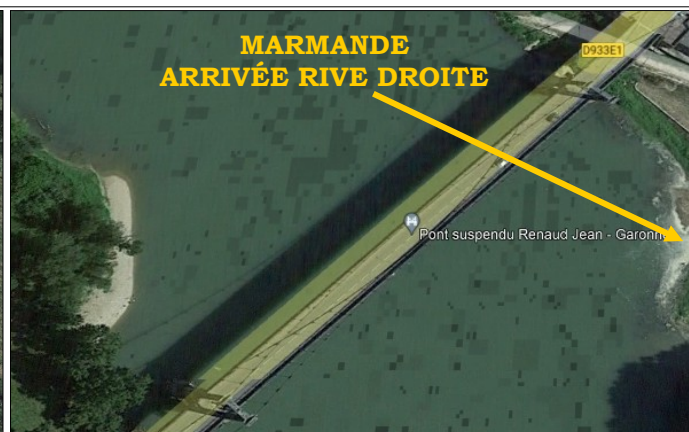 MARMANDE
ARRIVÉE RIVE DROITE
D933E1
Pont suspendu Renaud Jean - Garonne